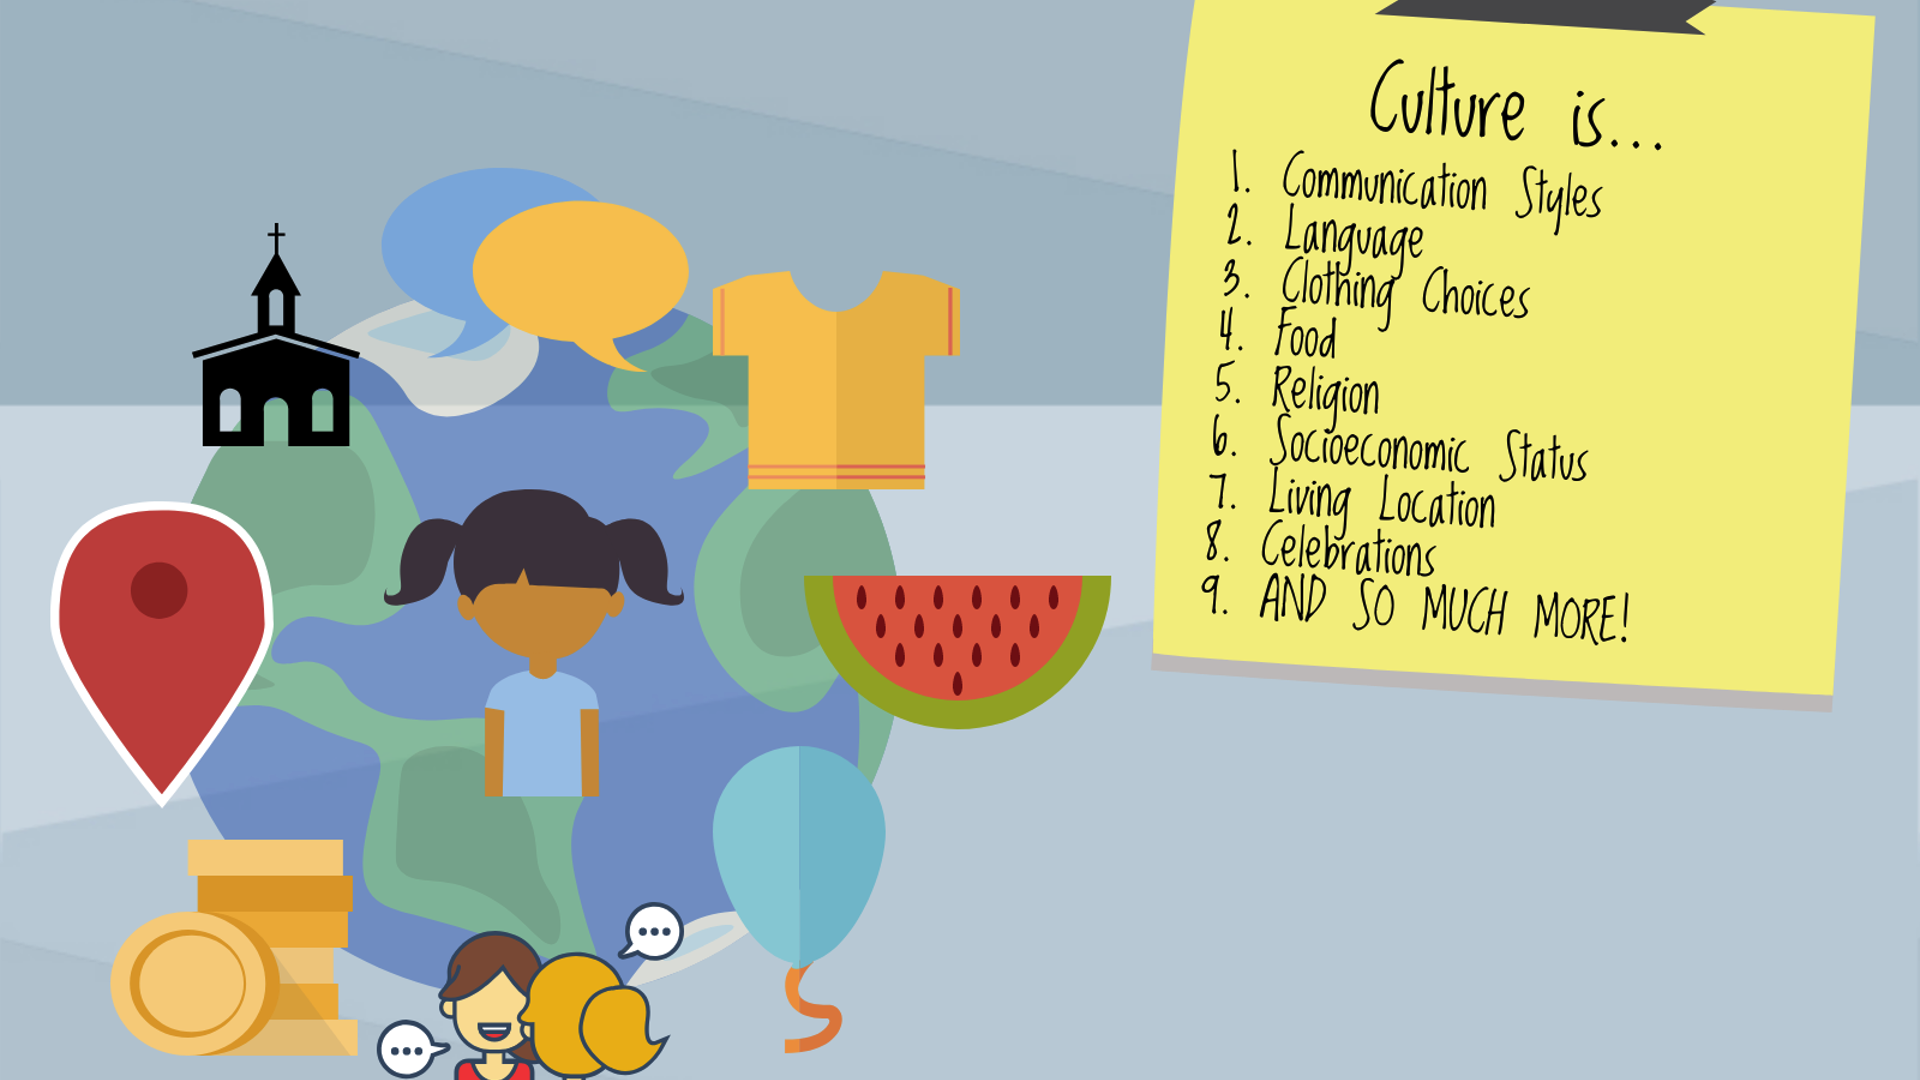 Culture is...
1. Communication Styles
2. Language
3. Clothing Choices
4. Food
5. Religion
6. Socioeconomic Status
7. Living Location
8. Celebrations
9. AND SO MUCH MORE!